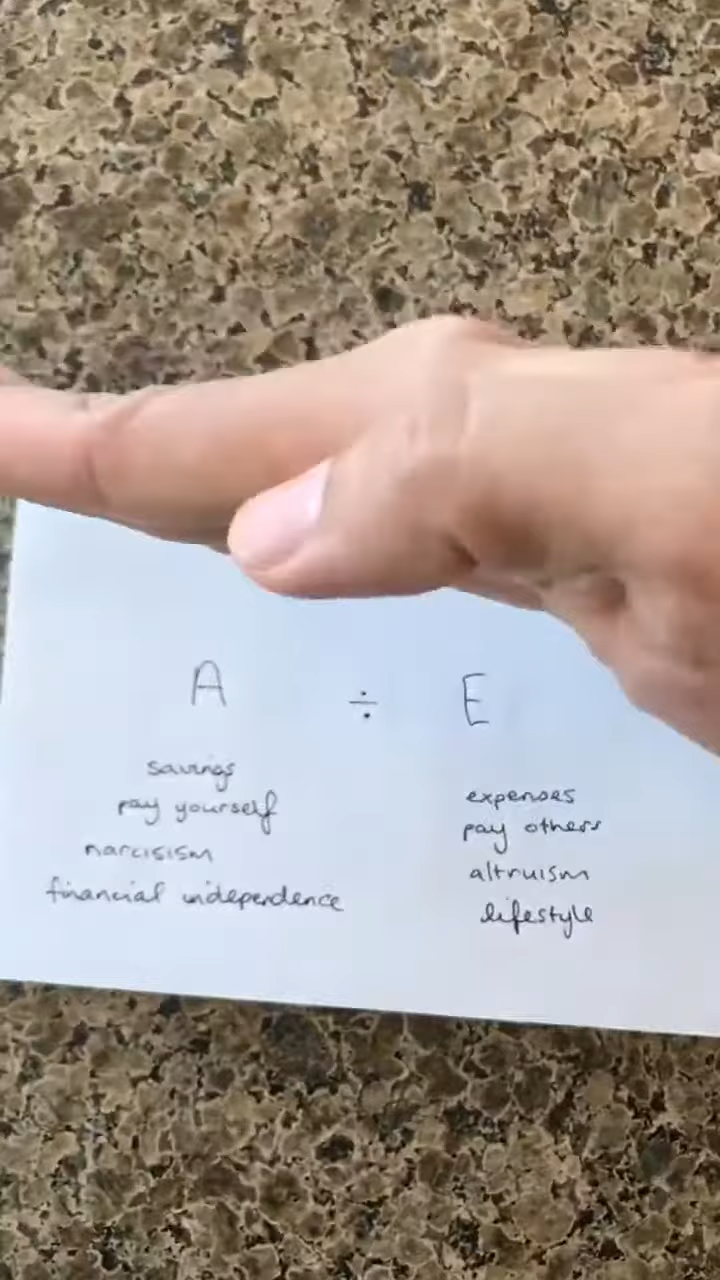 A ÷ E
savings
pay yourself
narcisism
financial independence
expenses
pay others
altruism
lifestyle